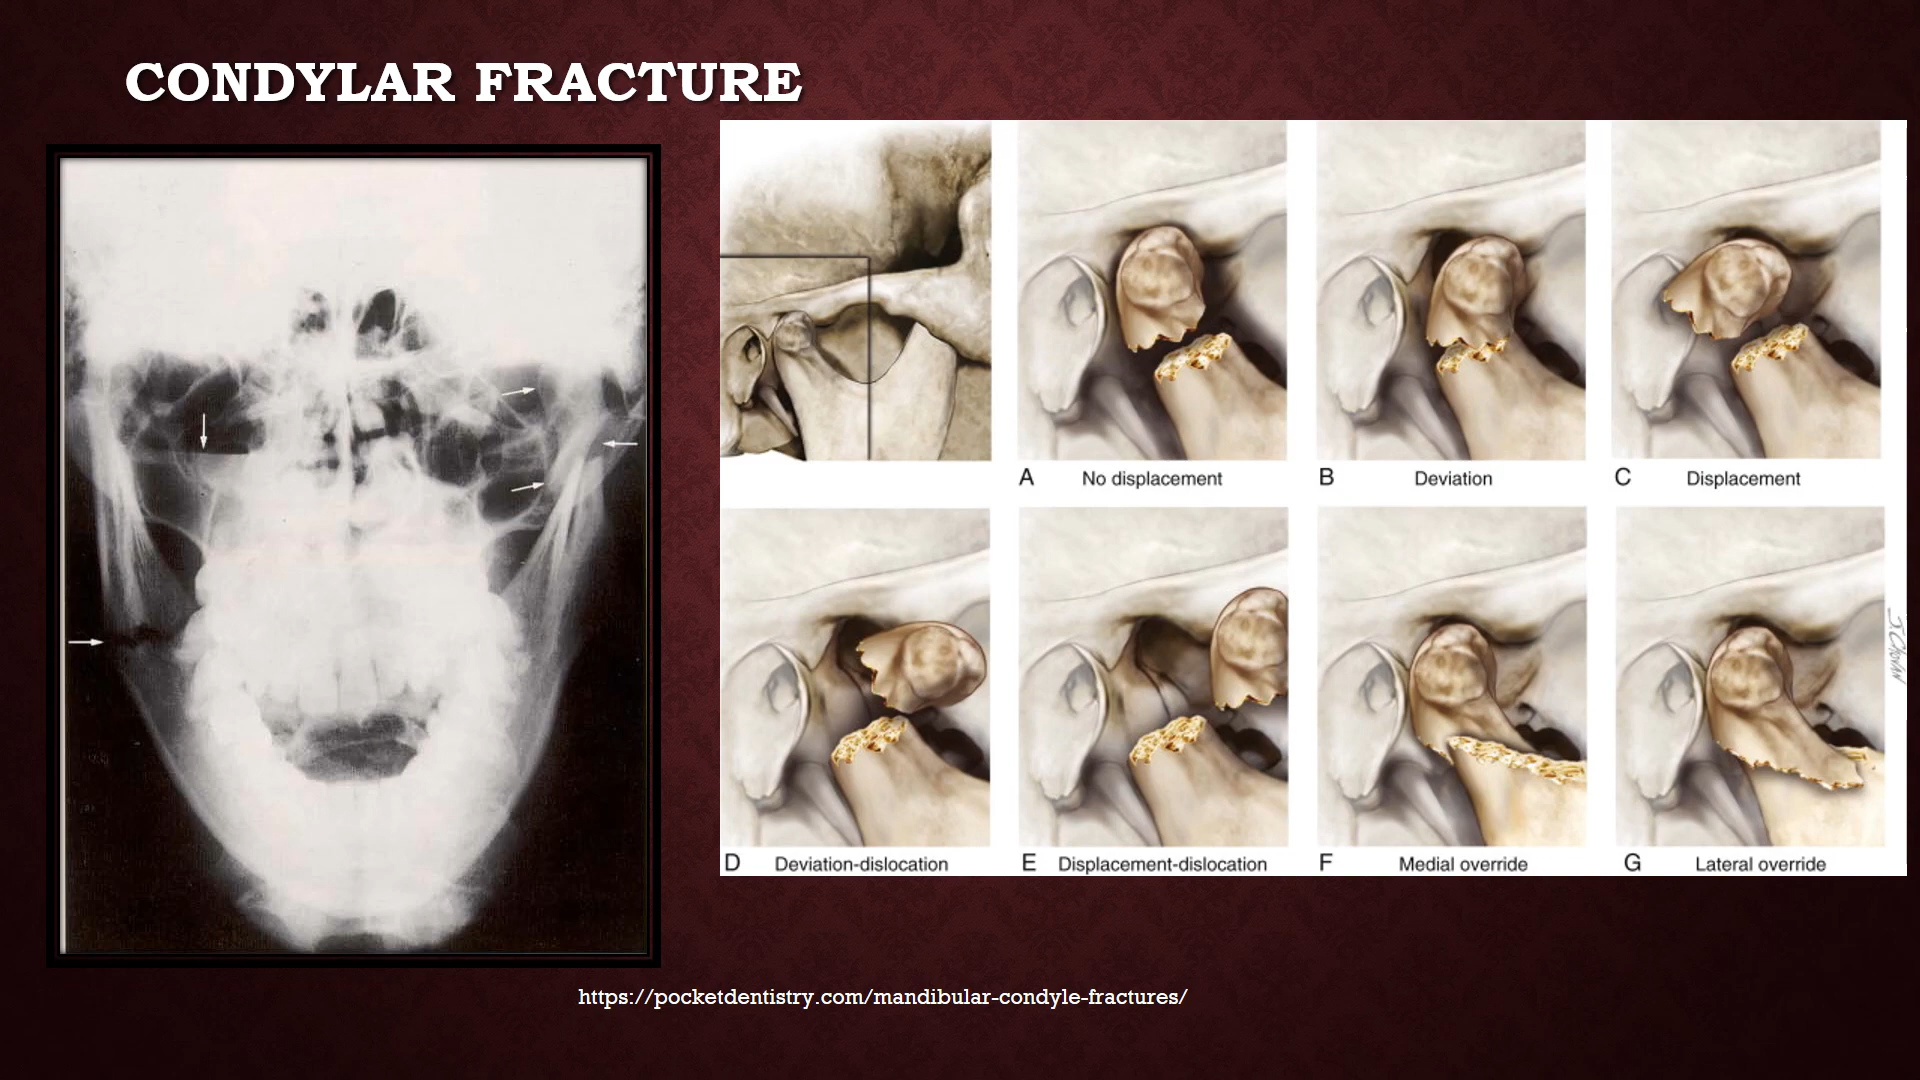 CONDYLAR FRACTURE
A No displacement
B Deviation
C Displacement
D Deviation-dislocation
E Displacement-dislocation
F Medial override
G Lateral override
https://pocketdentistry.com/mandibular-condyle-fractures/